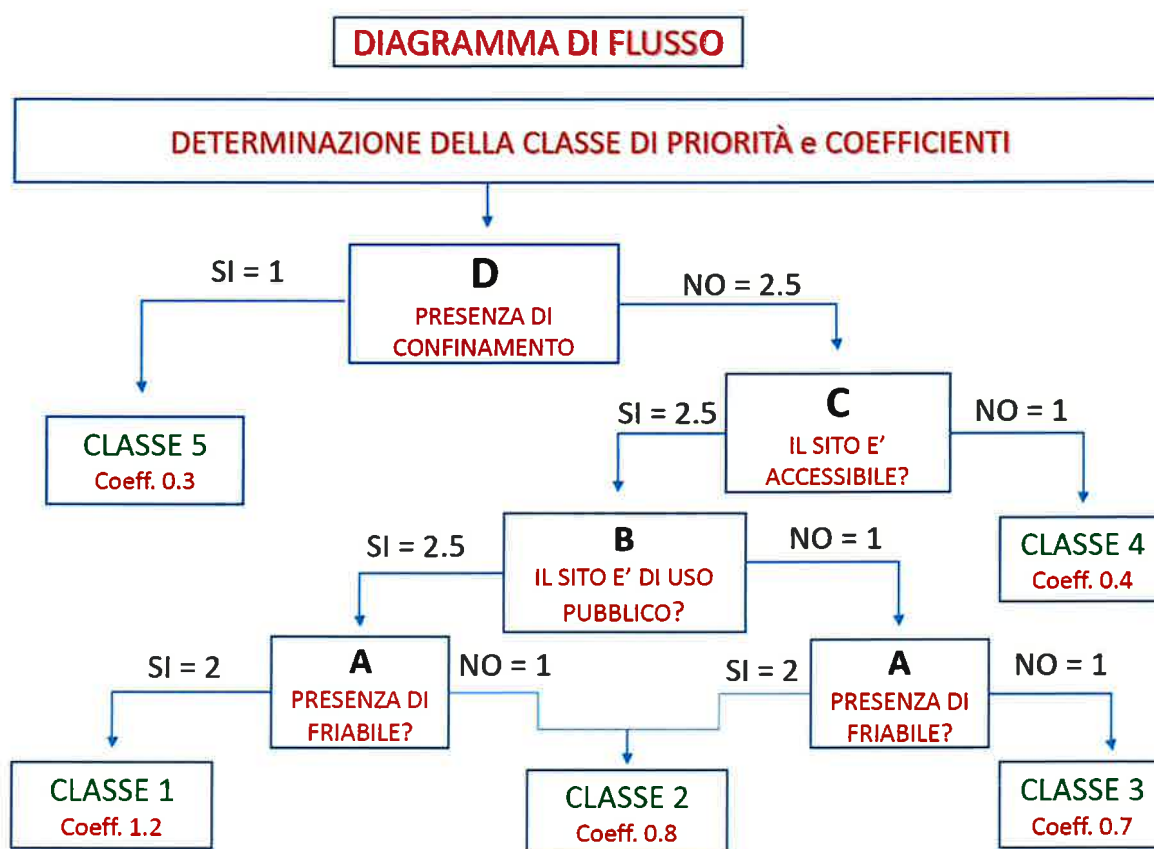 DIAGRAMMA DI FLUSSO
DETERMINAZIONE DELLA CLASSE DI PRIORITÀ e COEFFICIENTI
SI = 1
D
PRESENZA DI
CONFINAMENTO
NO = 2.5
CLASSE 5
Coeff. 0.3
SI = 2.5
C
IL SITO E’
ACCESSIBILE?
NO = 1
SI = 2.5
B
IL SITO E’ DI USO
PUBBLICO?
NO = 1
CLASSE 4
Coeff. 0.4
SI = 2
A
PRESENZA DI
FRIABILE?
NO = 1
SI = 2
A
PRESENZA DI
FRIABILE?
NO = 1
CLASSE 1
Coeff. 1.2
CLASSE 2
Coeff. 0.8
CLASSE 3
Coeff. 0.7